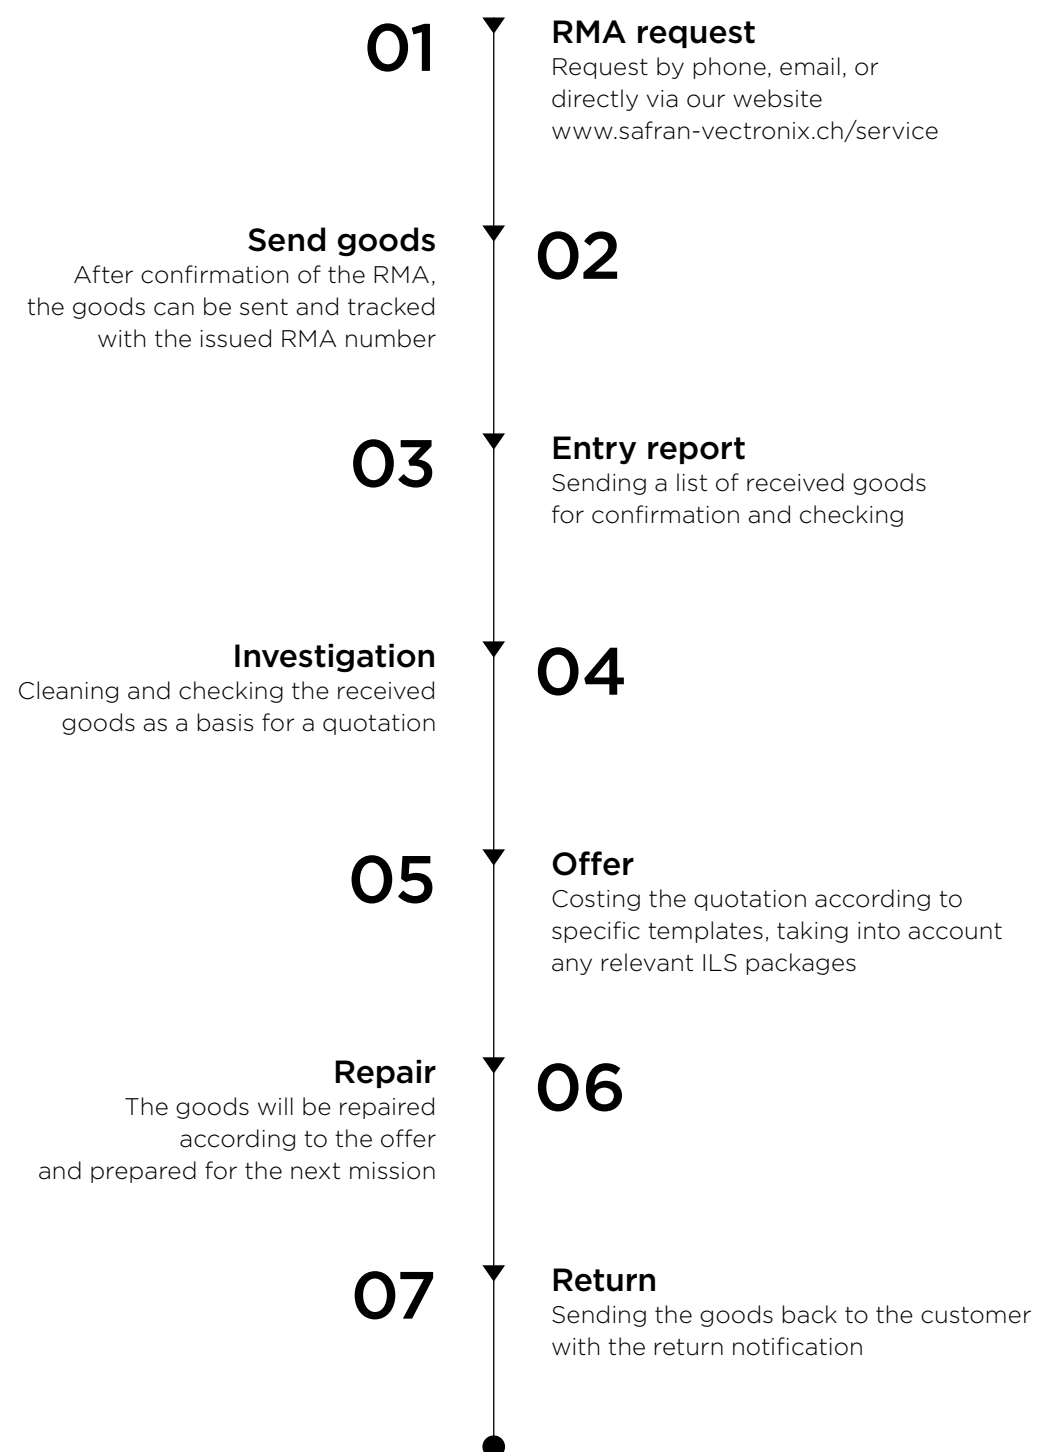 01
RMA request
Request by phone, email, or
directly via our website
www.safran-vectronix.ch/service
02
Send goods
After confirmation of the RMA,
the goods can be sent and tracked
with the issued RMA number
03
Entry report
Sending a list of received goods
for confirmation and checking
04
Investigation
Cleaning and checking the received
goods as a basis for a quotation
05
Offer
Costing the quotation according to
specific templates, taking into account
any relevant ILS packages
06
Repair
The goods will be repaired
according to the offer
and prepared for the next mission
07
Return
Sending the goods back to the customer
with the return notification